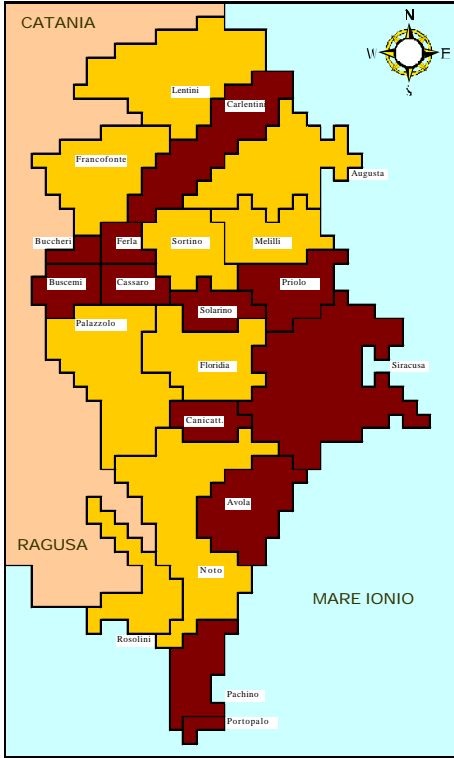 CATANIA
N
W
E
S
Lentini
Carlentini
Francofonte
Augusta
Buccheri
Ferla
Sortino
Melilli
Buscemi
Cassaro
Priolo
Solarino
Palazzolo
Floridia
Siracusa
Canicatt.
Avola
RAGUSA
Noto
MARE IONIO
Rosolini
Pachino
Portopalo